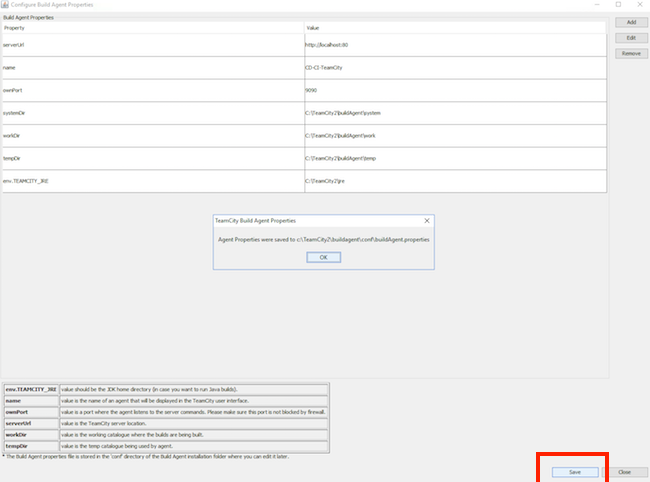 Configure Build Agent Properties
Build Agent Properties
Property Value
serverUrl http://localhost:80
name CD-CI-TeamCity
ownPort 9090
systemDir C:\TeamCity2\buildAgent\system
workDir C:\TeamCity2\buildAgent\work
tempDir C:\TeamCity2\buildAgent\temp
env.TEAMCITY_JRE C:\TeamCity2\jre
Add
Edit
Remove
TeamCity Build Agent Properties
Agent Properties were saved to c:\TeamCity2\buildagent\conf\buildAgent.properties
OK
env.TEAMCITY_JRE value should be the JDK home directory (in case you want to run Java builds).
name value is the name of an agent that will be displayed in the TeamCity user interface.
ownPort value is a port where the agent listens to the server commands. Please make sure this port is not blocked by firewall.
serverUrl value is the TeamCity server location.
workDir value is the working catalogue where the builds are being built.
tempDir value is the temp catalogue being used by agent.
* The Build Agent properties file is stored in the 'conf' directory of the Build Agent installation folder where you can edit it later.
Save Close